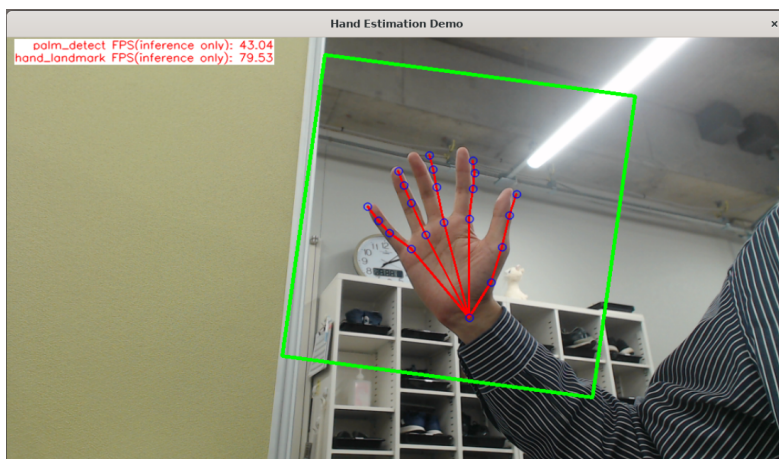 Hand Estimation Demo
×
palm_detect FPS(inference only): 43.04
hand_landmark FPS(inference only): 79.53